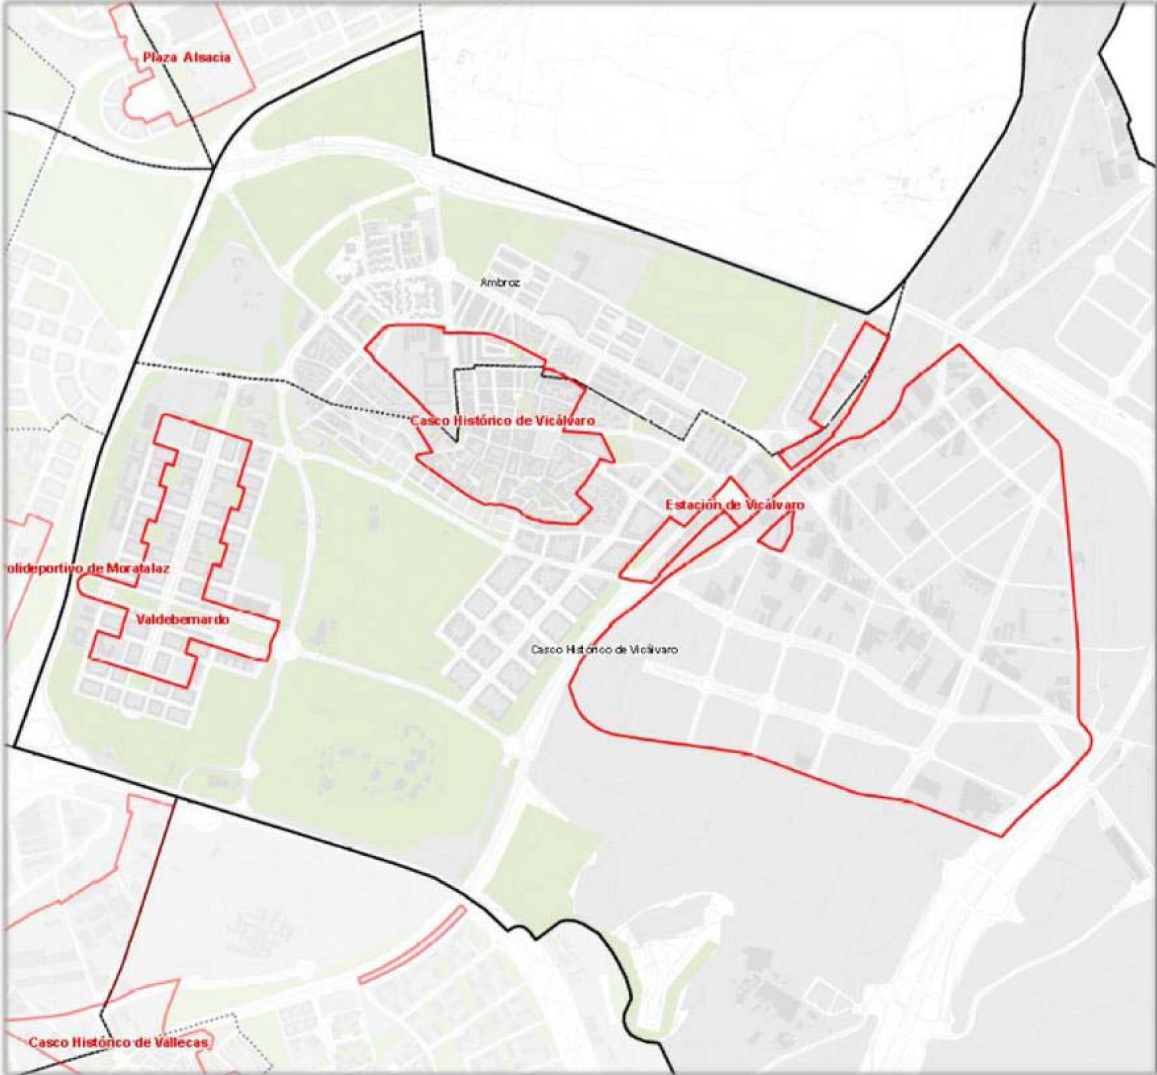 Plaza Alsacia
Ambroz
Casco Histórico de Vicálvaro
Estación de Vicálvaro
olideportivo de Moratalaz
Valdebernardo
Casco Histórico de Vicálvaro
Casco Histórico de Vallecas